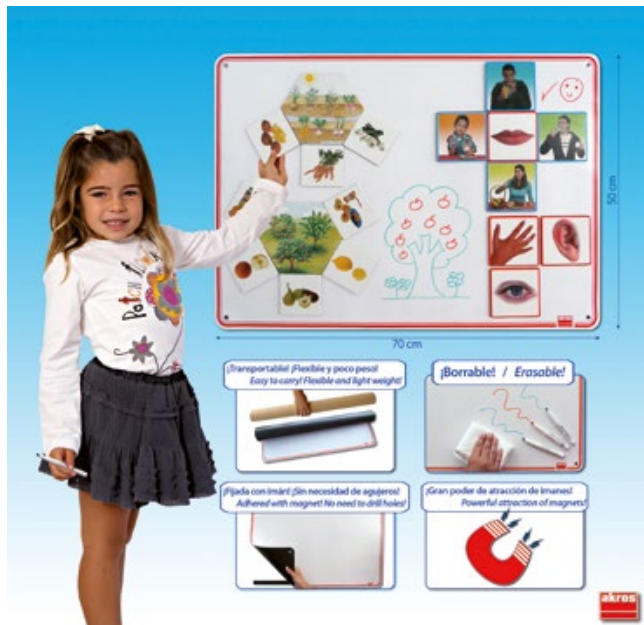 50 cm
70 cm
¡Transportable! ¡Flexible y poco peso!
Easy to carry! Flexible and light weight!
¡Borrable! / Erasable!
¡Fijada con imán! ¡Sin necesidad de agujeros!
Adhered with magnet! No need to drill holes!
¡Gran poder de atracción de imanes!
Powerful attraction of magnets!
akros